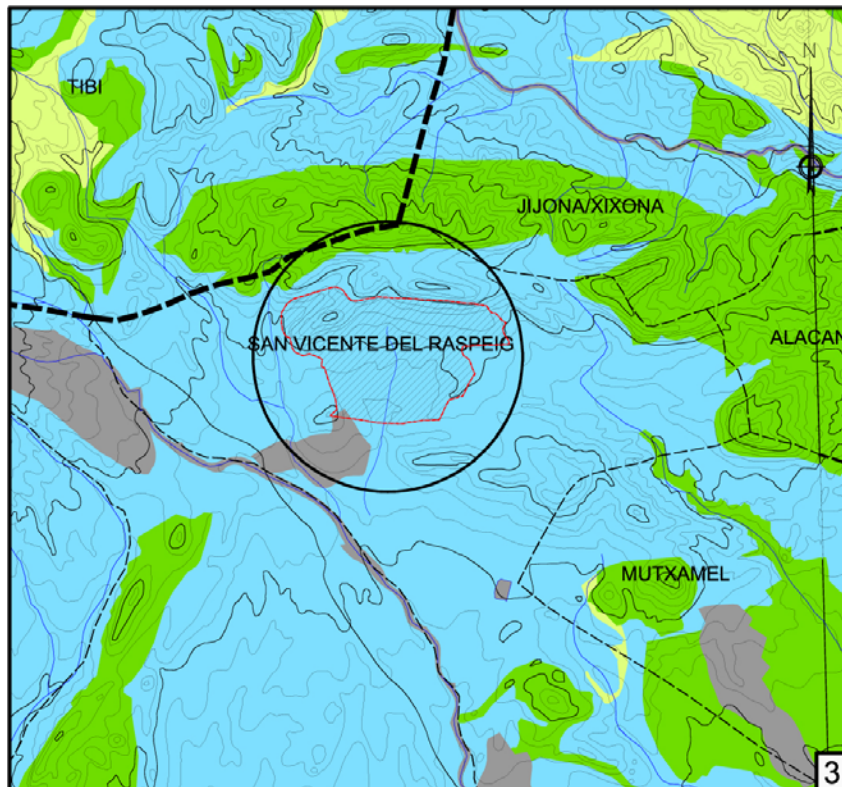 N
TIBI
JIJONA/XIXONA
SAN VICENTE DEL RASPEIG
ALACAN
MUTXAMEL
3